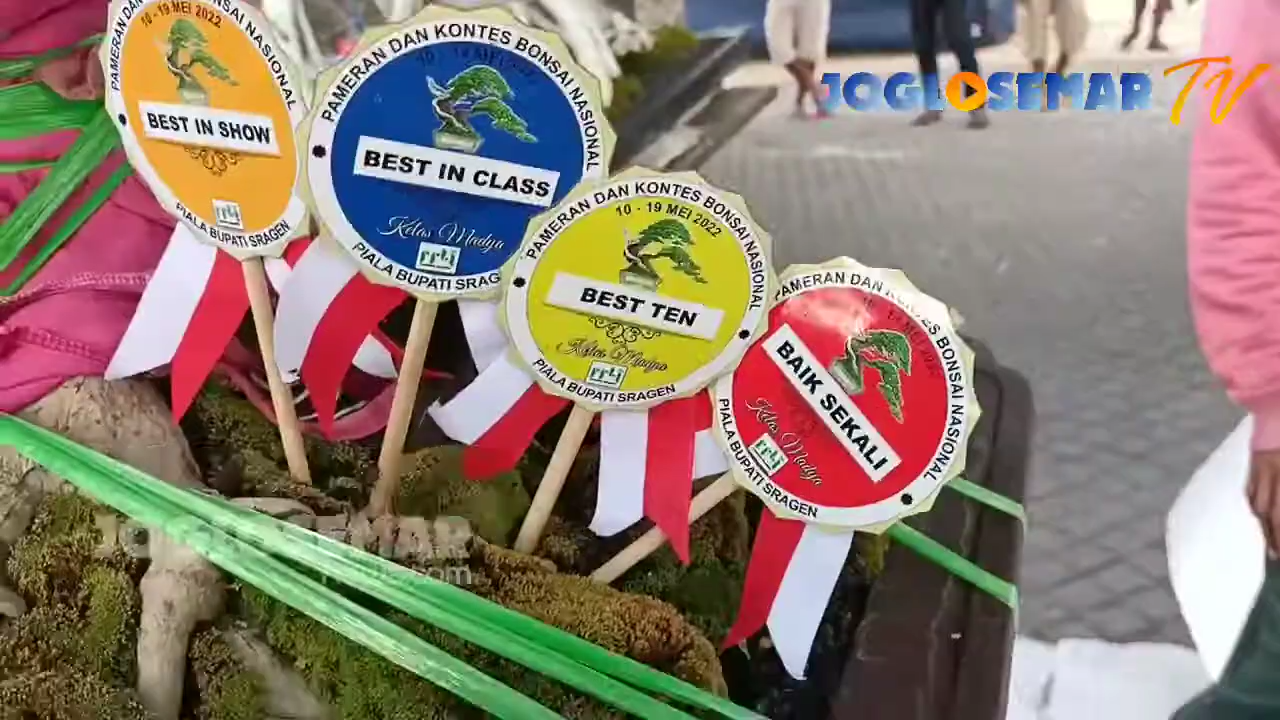 JOGLOSEMAR TV
PAMERAN DAN KONTES BONSAI NASIONAL
10 - 19 MEI 2022
BEST IN SHOW
PIALA BUPATI SRAGEN
PAMERAN DAN KONTES BONSAI NASIONAL
BEST IN CLASS
Kelas Madya
PIALA BUPATI SRAGEN
PAMERAN DAN KONTES BONSAI NASIONAL
10 - 19 MEI 2022
BEST TEN
Kelas Madya
PIALA BUPATI SRAGEN
PAMERAN DAN KONTES BONSAI NASIONAL
BAIK SEKALI
Kelas Madya
PIALA BUPATI SRAGEN
JOGLOSEMAR